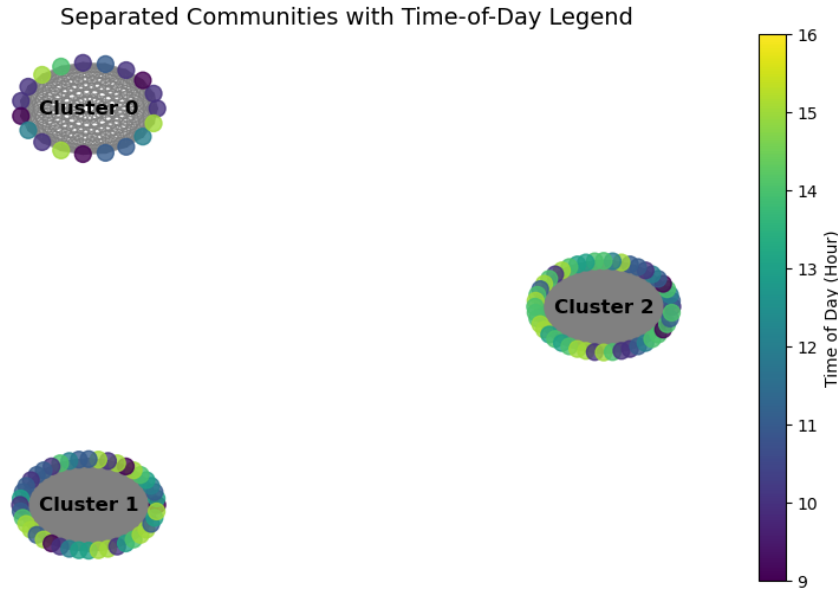 Separated Communities with Time-of-Day Legend
Cluster 0
Cluster 2
Cluster 1
16
15
14
13
12
11
10
9
Time of Day (Hour)